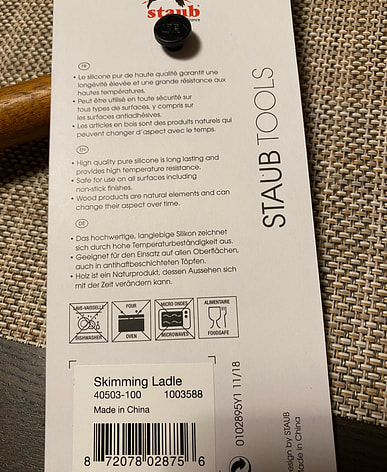 staub
FR
• Le silicone pur de haute qualité garantit une
longévité élevée et une grande résistance aux
hautes températures.
• Peut être utilisé en toute sécurité sur
tous types de surfaces, y compris sur
les surfaces antiadhésives.
• Les articles en bois sont des produits naturels qui
peuvent changer d'aspect avec le temps.
EN
• High quality pure silicone is long lasting and
provides high temperature resistance.
• Safe for use on all surfaces including
non-stick finishes.
• Wood products are natural elements and can
change their aspect over time.
DE
• Das hochwertige, langlebige Silikon zeichnet
sich durch hohe Temperaturbeständigkeit aus.
• Geeignet für den Einsatz auf allen Oberflächen,
auch in antihaftbeschichteten Töpfen.
• Holz ist ein Naturprodukt, dessen Aussehen sich
mit der Zeit verändern kann.
LAVE-VAISSELLE
DISHWASHER
FOUR
OVEN
MICRO ONDES
MICROWAVES
ALIMENTAIRE
FOODSAFE
Skimming Ladle
40503-100 1003588
Made in China
8 72078 02875 6
STAUB TOOLS
0102895Y1 11/18
Design by STAUB
Made in China